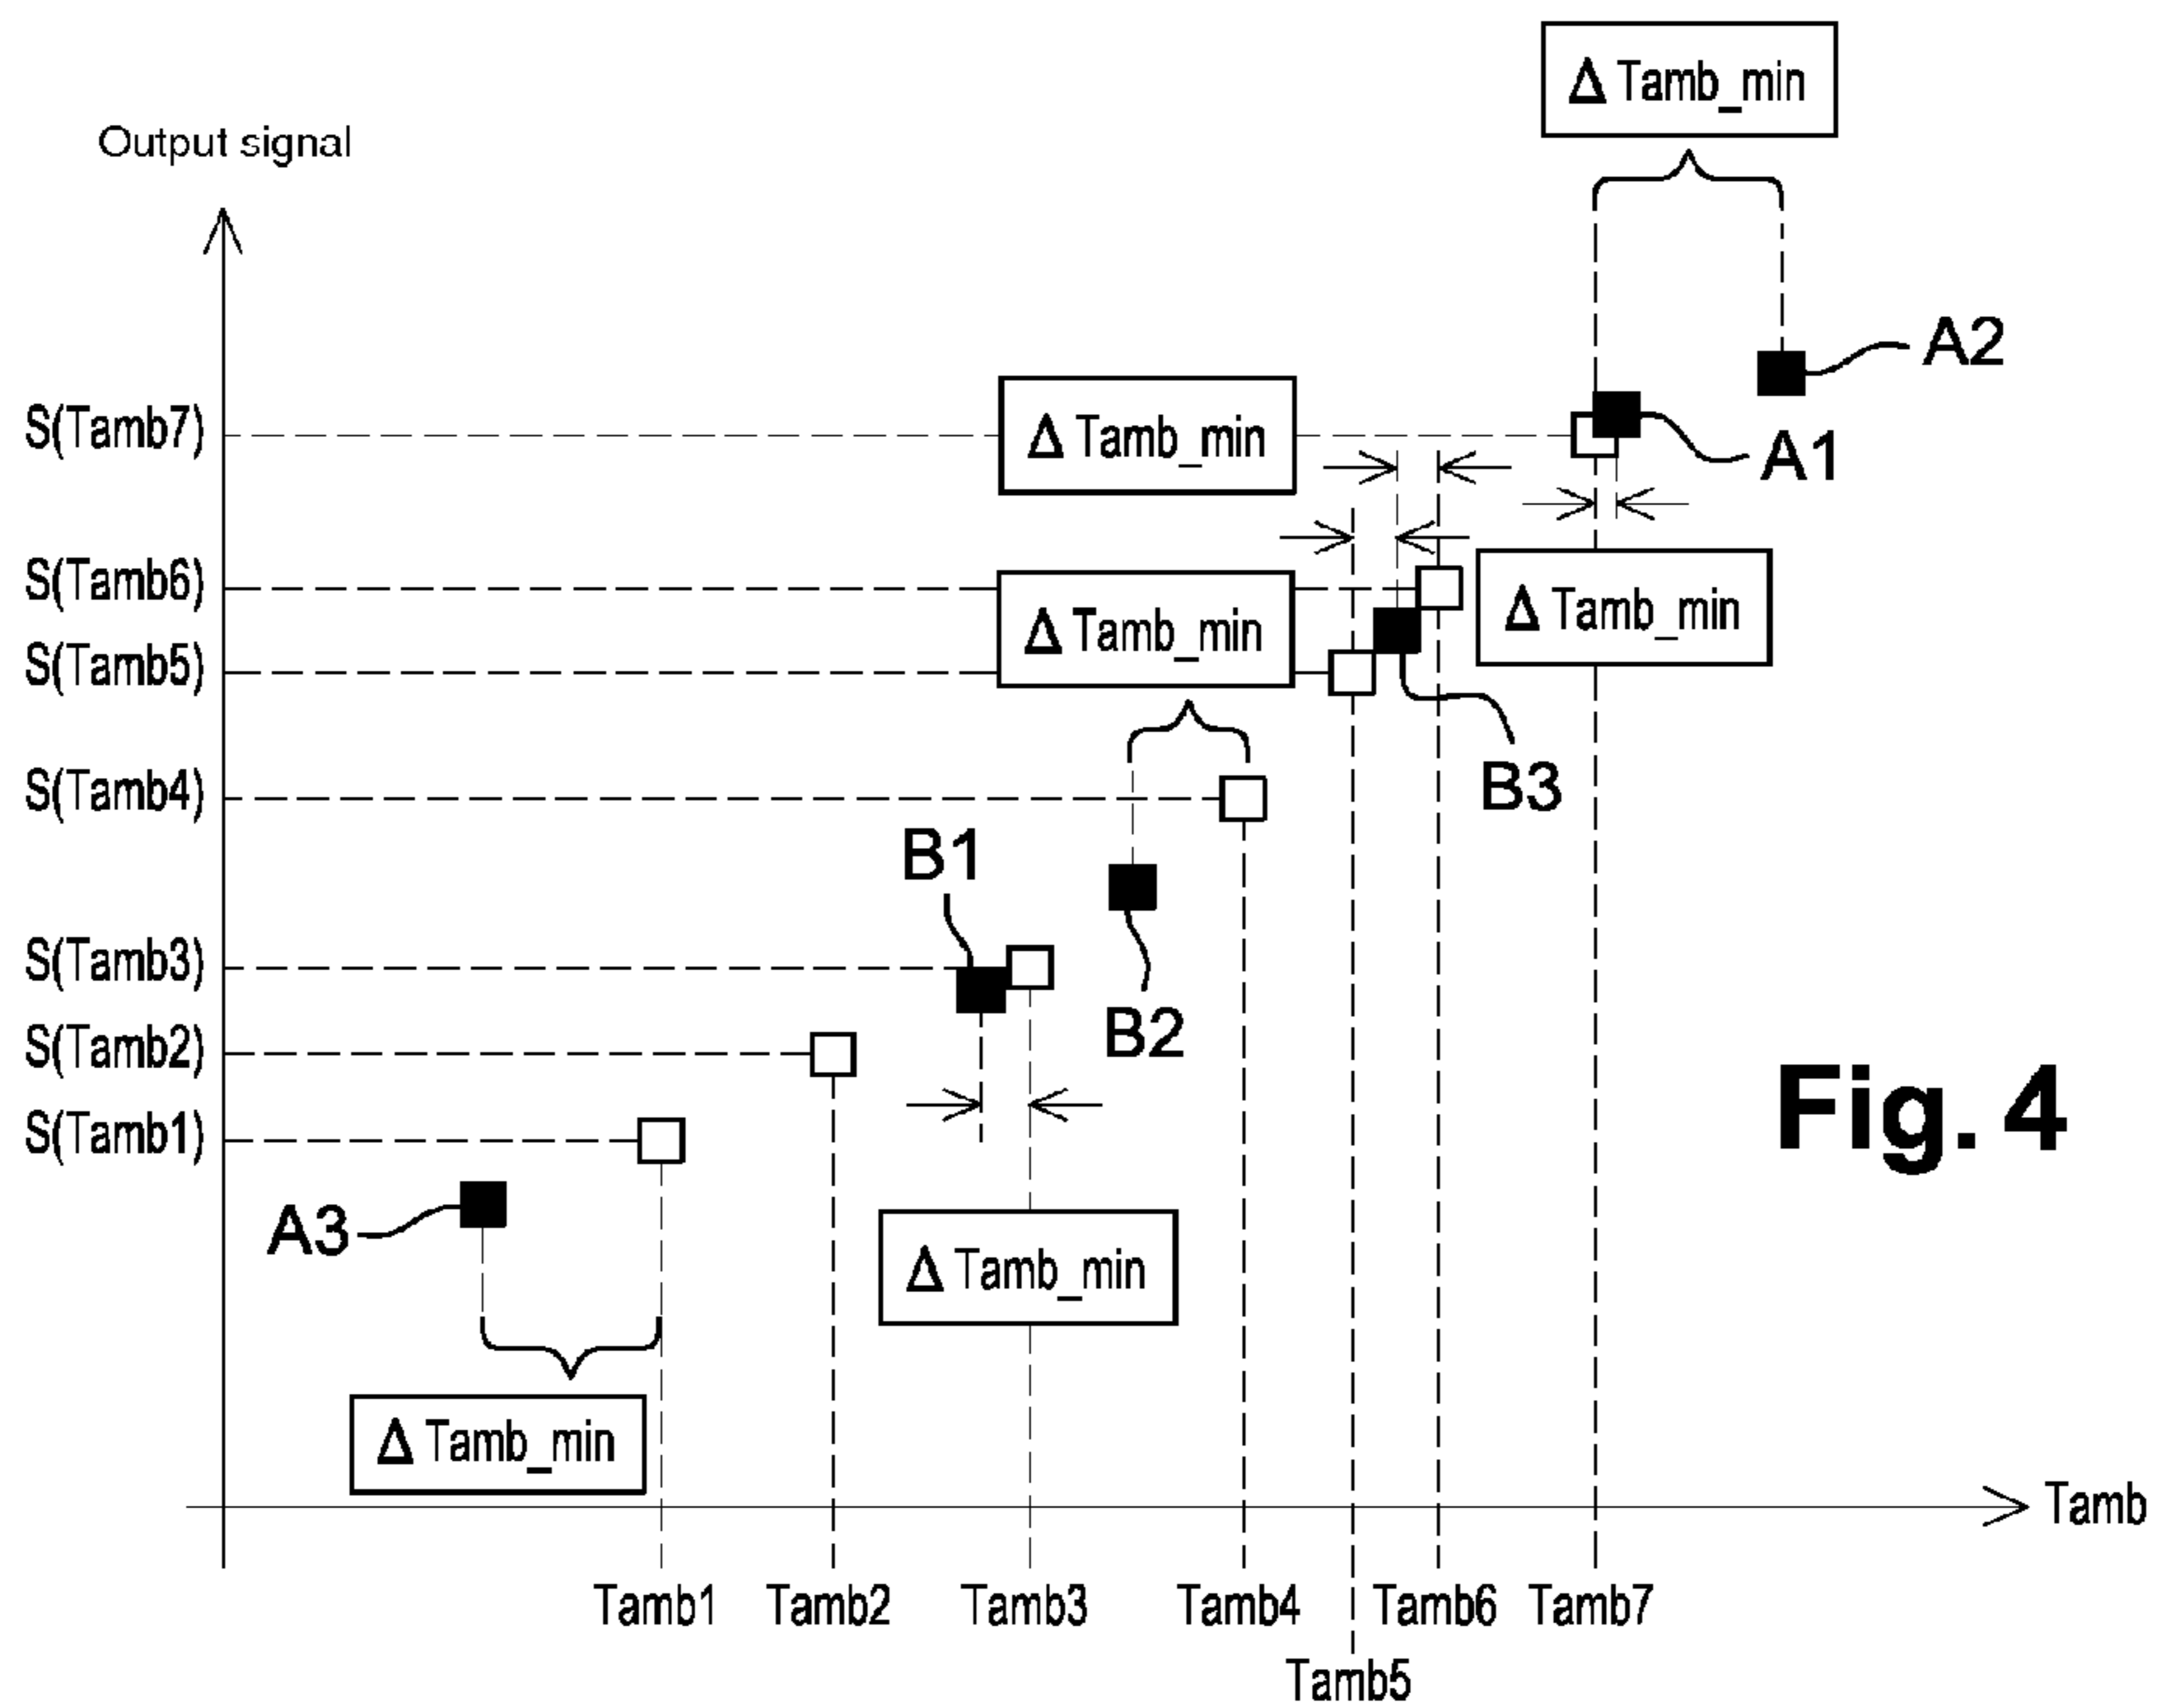 Δ Tamb_min
Output signal
A2
S(Tamb7)
Δ Tamb_min
A1
S(Tamb6)
Δ Tamb_min
Δ Tamb_min
S(Tamb5)
B3
S(Tamb4)
B1
S(Tamb3)
B2
S(Tamb2)
Fig. 4
S(Tamb1)
A3
Δ Tamb_min
Δ Tamb_min
Tamb
Tamb1 Tamb2 Tamb3 Tamb4 Tamb6 Tamb7
Tamb5